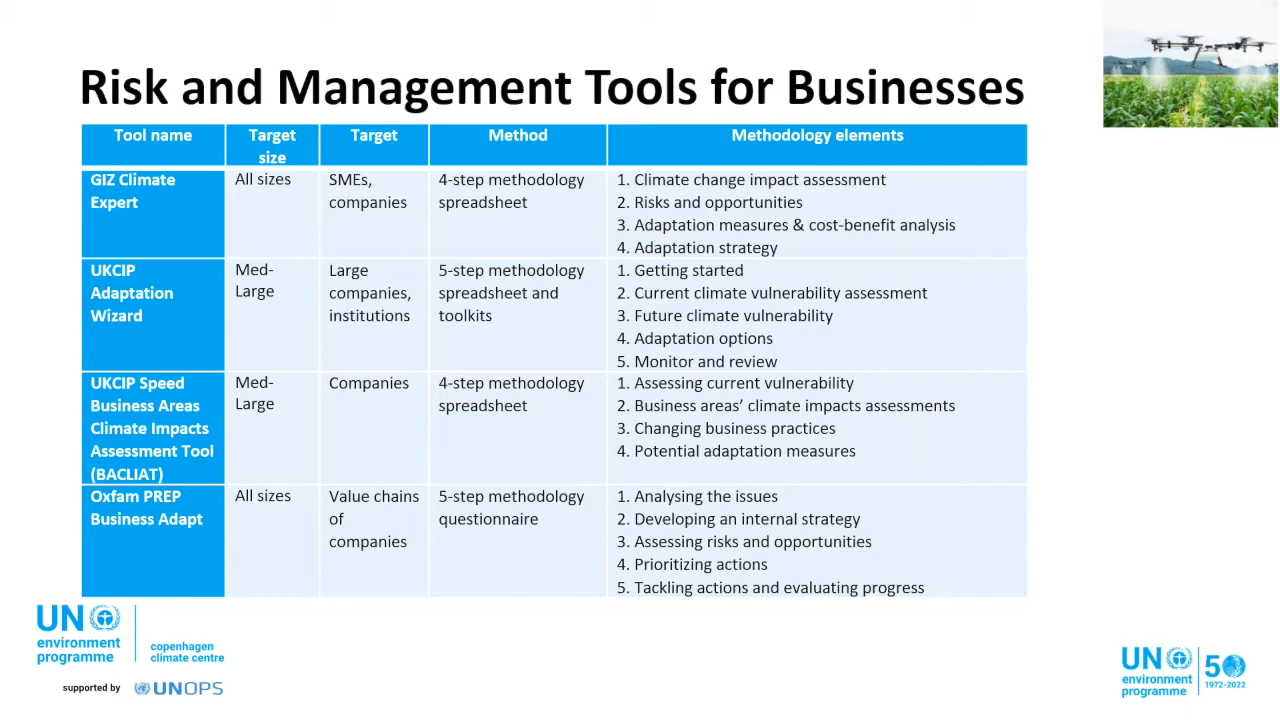 Risk and Management Tools for Businesses
Tool name
Target
size
Target
Method
Methodology elements
GIZ Climate
Expert
All sizes
SMEs,
companies
4-step methodology
spreadsheet
1. Climate change impact assessment
2. Risks and opportunities
3. Adaptation measures & cost-benefit analysis
4. Adaptation strategy
UKCIP
Adaptation
Wizard
Med-
Large
Large
companies,
institutions
5-step methodology
spreadsheet and
toolkits
1. Getting started
2. Current climate vulnerability assessment
3. Future climate vulnerability
4. Adaptation options
5. Monitor and review
UKCIP Speed
Business Areas
Climate Impacts
Assessment Tool
(BACLIAT)
Med-
Large
Companies
4-step methodology
spreadsheet
1. Assessing current vulnerability
2. Business areas’ climate impacts assessments
3. Changing business practices
4. Potential adaptation measures
Oxfam PREP
Business Adapt
All sizes
Value chains
of
companies
5-step methodology
questionnaire
1. Analysing the issues
2. Developing an internal strategy
3. Assessing risks and opportunities
4. Prioritizing actions
5. Tackling actions and evaluating progress
UN
environment
programme
copenhagen
climate centre
supported by
UNOPS
UN
environment
programme
50
1972-2022